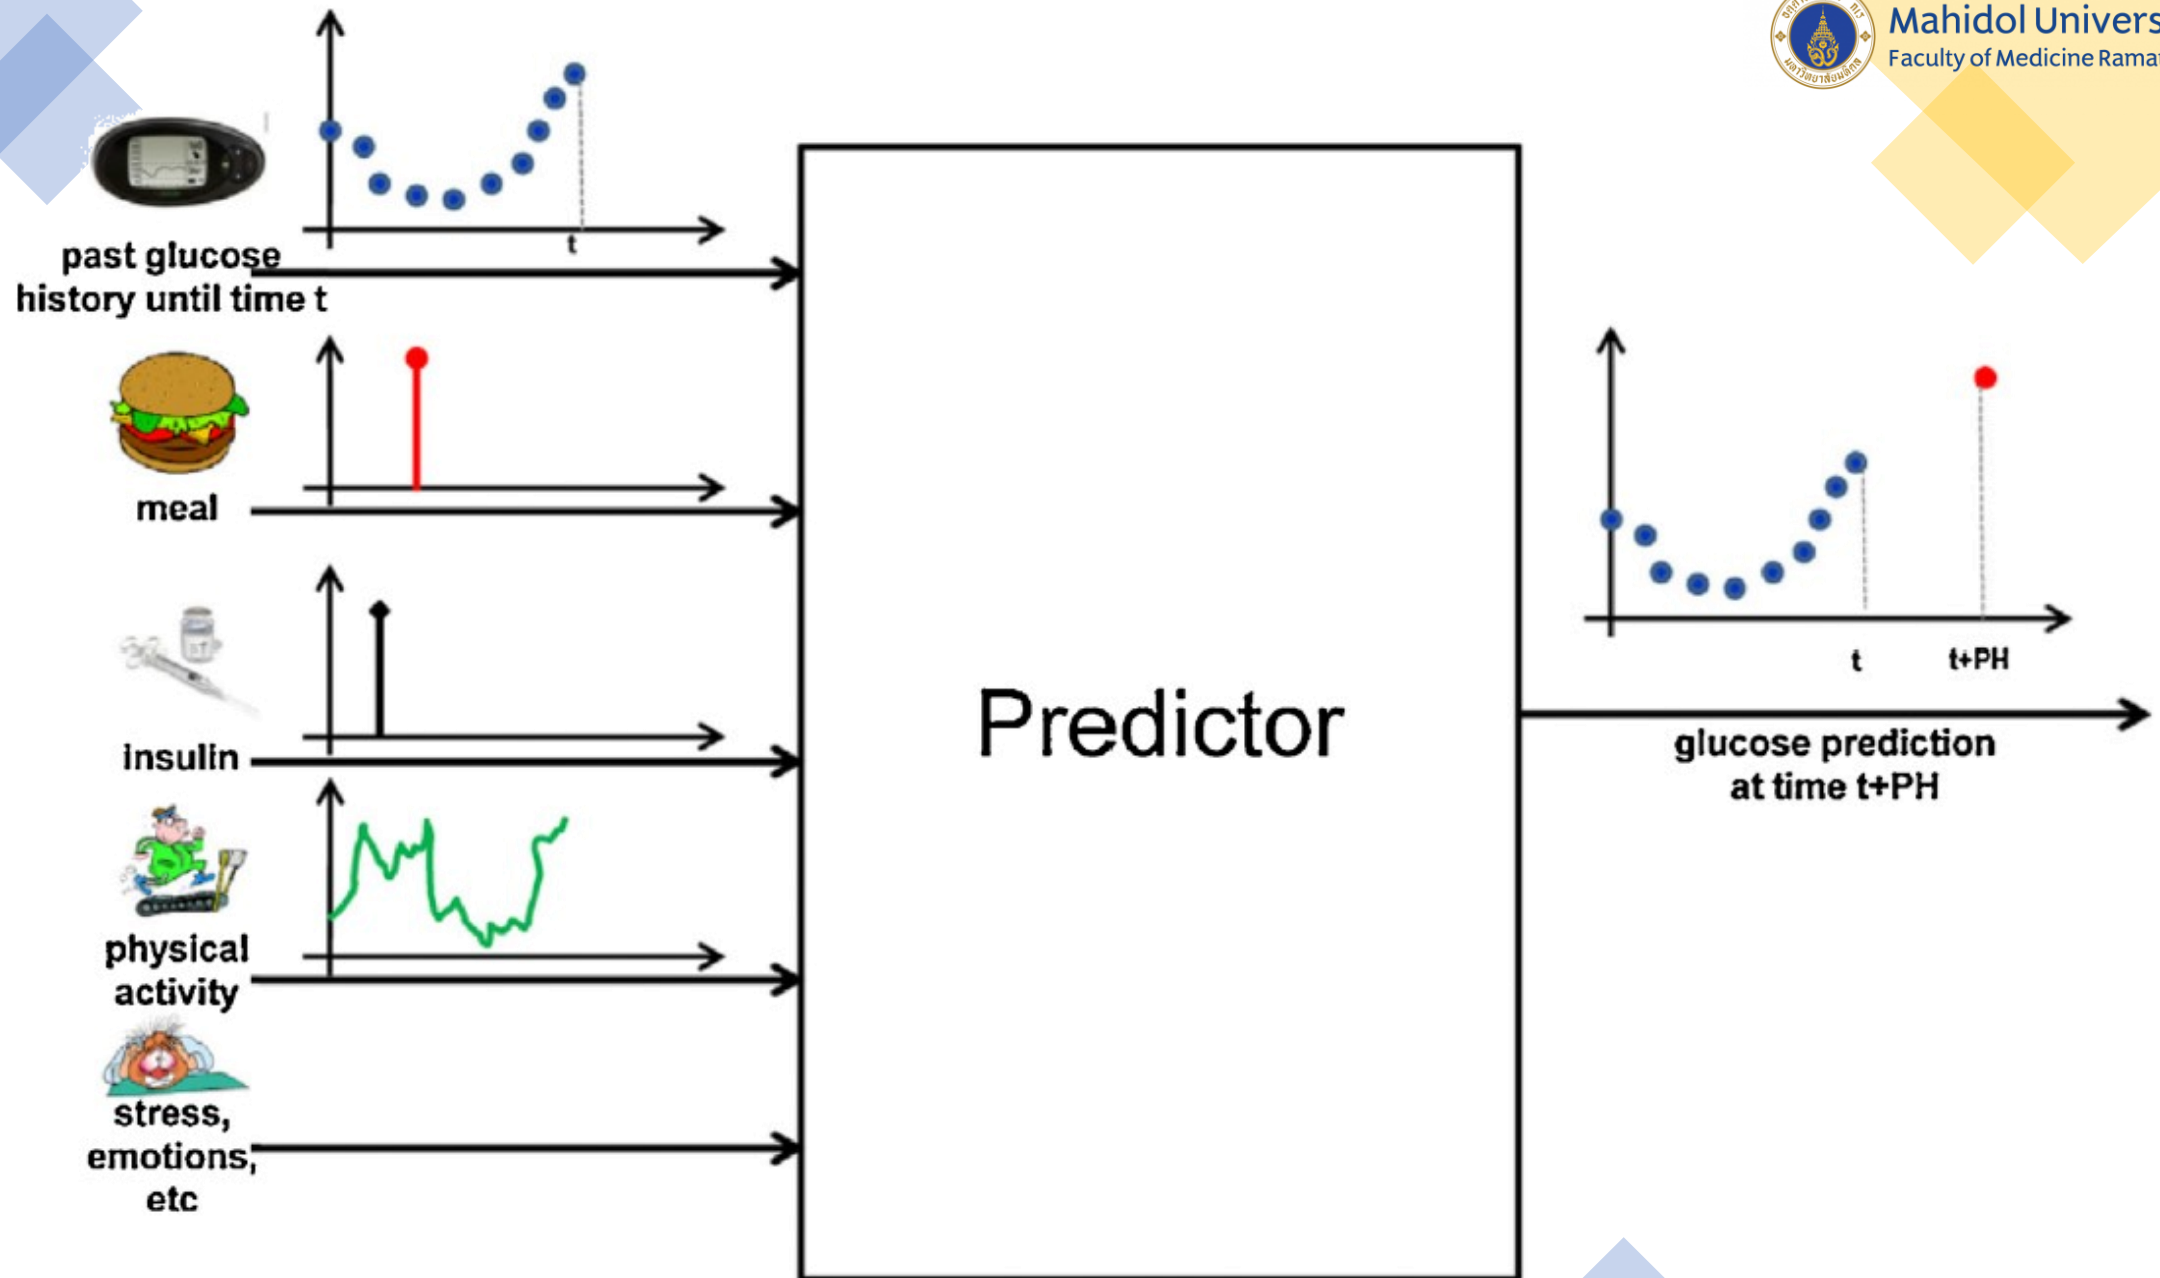 Mahidol Univers
Faculty of Medicine Ramat
t
past glucose
history until time t
meal
insulin
physical
activity
stress,
emotions,
etc
Predictor
t
t+PH
glucose prediction
at time t+PH